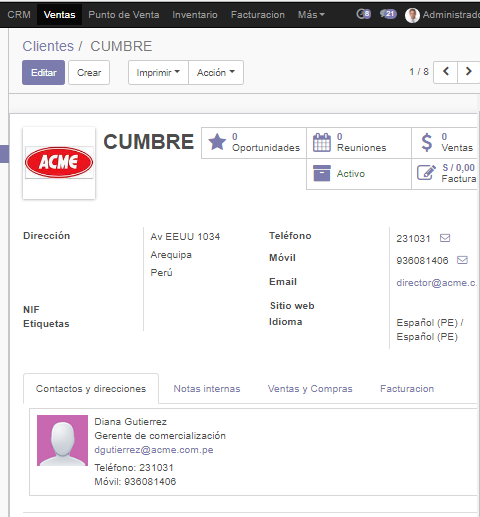 CRM Ventas Punto de Venta Inventario Facturacion Más 8 21 Administrado
Clientes / CUMBRE
Editar Crear Imprimir Acción 1 / 8
ACME
CUMBRE
0
Oportunidades
0
Reuniones
0
Ventas
Activo
S / 0,00
Factura
Dirección
Av EEUU 1034
Arequipa
Perú
NIF
Etiquetas
Teléfono 231031
Móvil 936081406
Email director@acme.c
Sitio web
Idioma Español (PE) /
Español (PE)
Contactos y direcciones Notas internas Ventas y Compras Facturacion
Diana Gutierrez
Gerente de comercialización
dgutierrez@acme.com.pe
Teléfono: 231031
Móvil: 936081406